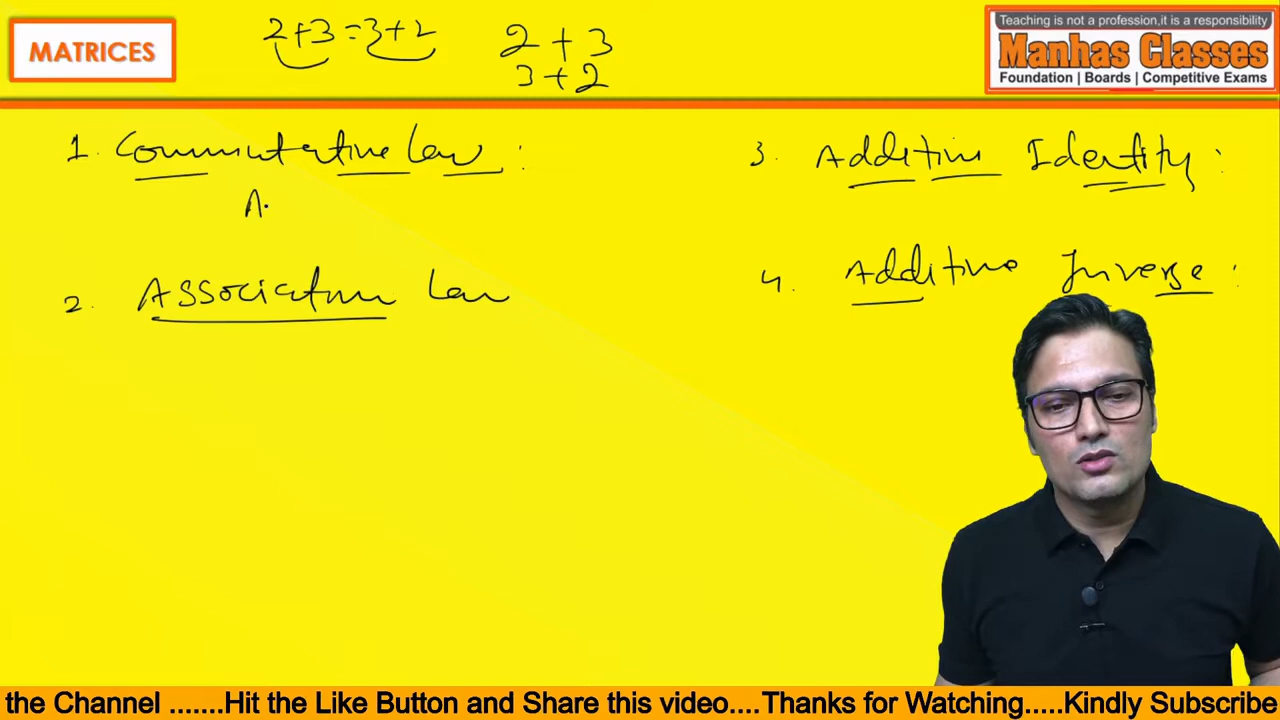 MATRICES
2+3=3+2
2+3
3+2
Teaching is not a profession,it is a responsibility
Manhas Classes
Foundation | Boards | Competitive Exams
1. Commutative Law :
A
2. Associative Law
3. Additive Identity :
4. Additive Inverse :
the Channel .......Hit the Like Button and Share this video....Thanks for Watching.....Kindly Subscribe